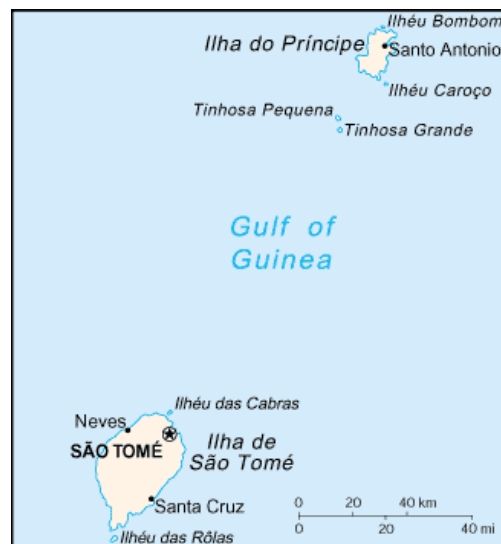 Ilhéu Bombom
Ilha do Príncipe
Santo Antonio
Ilhéu Caroço
Tinhosa Pequena
Tinhosa Grande
Gulf of
Guinea
Ilhéu das Cabras
Neves
SÃO TOMÉ
Ilha de
São Tomé
Santa Cruz
Ilhéu das Rôlas
0 20 40 km
0 20 40 mi